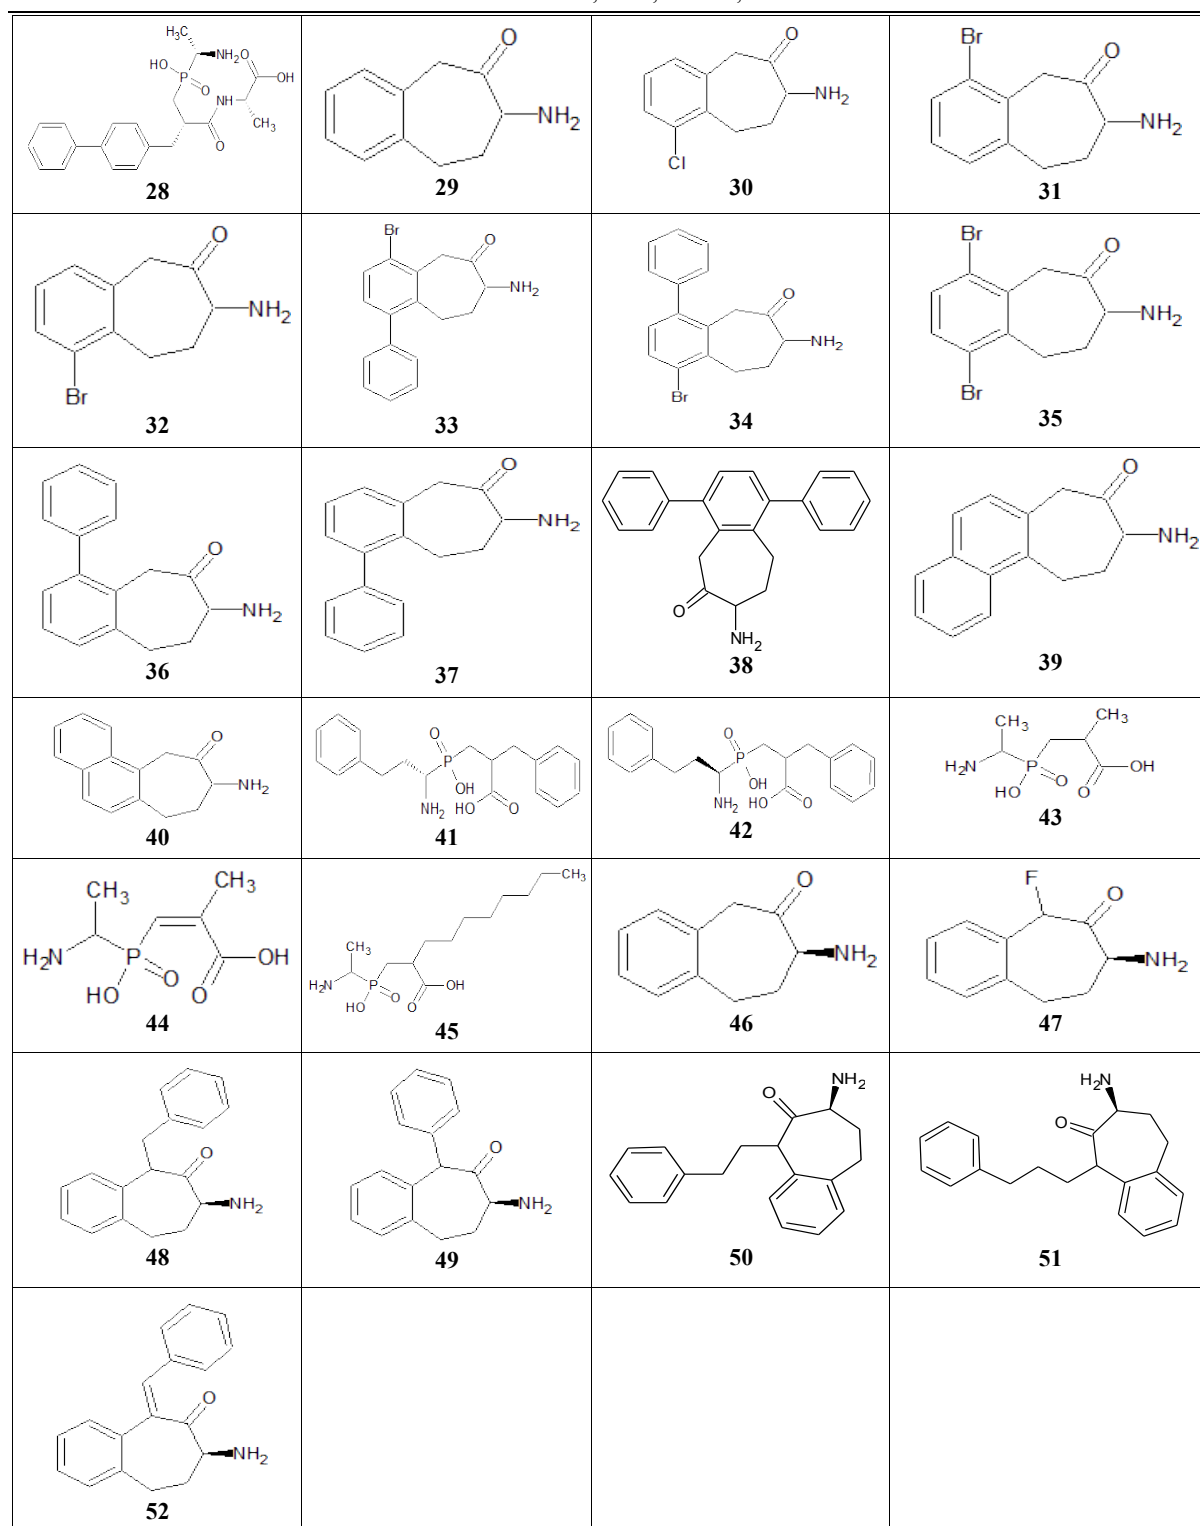 H₃C
NH₂
O
HO
P
OH
O
NH
CH₃
O
28
O
NH₂
29
O
NH₂
Cl
30
Br
O
NH₂
31
O
NH₂
Br
32
Br
O
NH₂
33
O
NH₂
Br
34
Br
O
NH₂
Br
35
O
NH₂
36
O
NH₂
37
O
NH₂
38
O
NH₂
39
O
NH₂
40
O
P
OH
NH₂
HO
O
41
O
P
OH
NH₂
HO
O
42
CH₃
CH₃
H₂N
P
O
HO
O
OH
43
CH₃
CH₃
H₂N
P
O
HO
O
OH
44
CH₃
CH₃
H₂N
P
O
HO
O
OH
45
O
NH₂
46
F
O
NH₂
47
O
NH₂
48
O
NH₂
49
NH₂
O
50
H₂N
O
51
O
NH₂
52